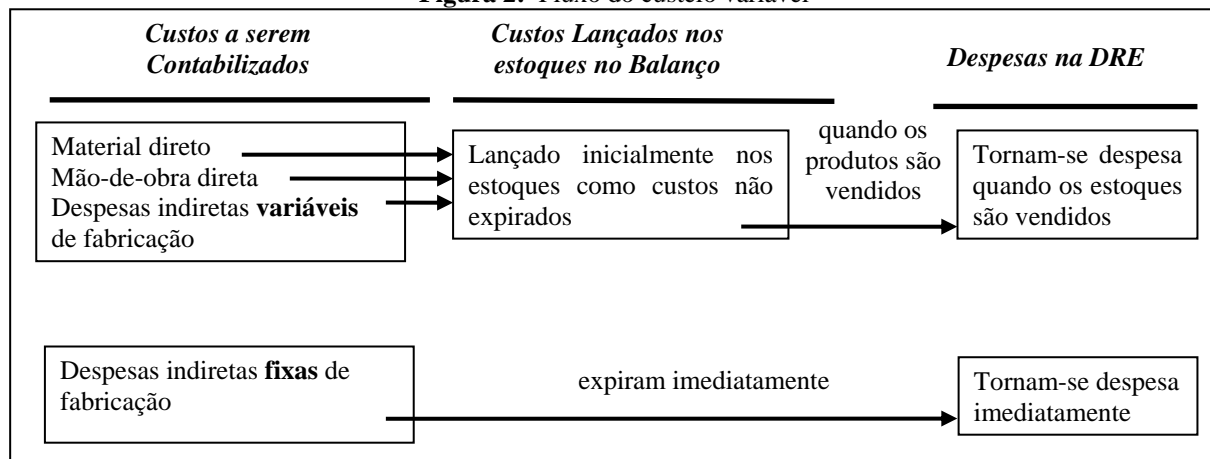 Figura 2: Fluxo do custeio variável
Custos a serem
Contabilizados
Custos Lançados nos
estoques no Balanço
Despesas na DRE
Material direto
Mão-de-obra direta
Despesas indiretas variáveis
de fabricação
Lançado inicialmente nos
estoques como custos não
expirados
quando os
produtos são
vendidos
Tornam-se despesa
quando os estoques
são vendidos
Despesas indiretas fixas de
fabricação
expiram imediatamente
Tornam-se despesa
imediatamente